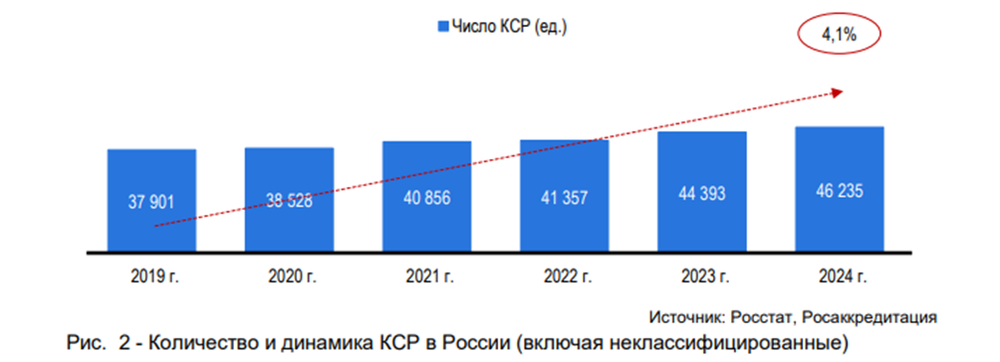 Число КСР (ед.)
4,1%
37 901
38 528
40 856
41 357
44 393
46 235
2019 г.
2020 г.
2021 г.
2022 г.
2023 г.
2024 г.
Источник: Росстат, Росаккредитация
Рис. 2 - Количество и динамика КСР в России (включая неклассифицированные)